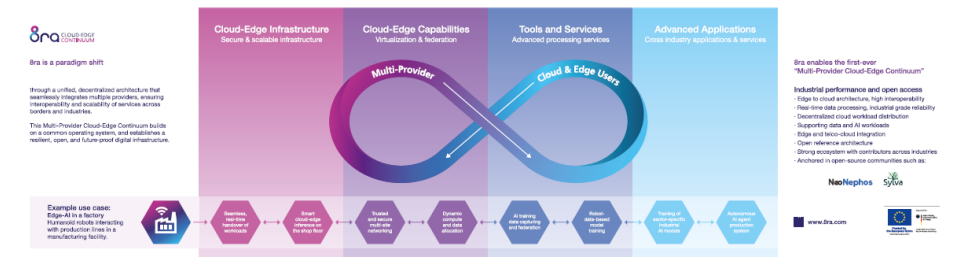 8ra CLOUD-EDGE
CONTINUUM
8ra is a paradigm shift
through a unified, decentralized architecture that
seamlessly integrates multiple providers, ensuring
interoperability and scalability of services across
borders and industries.
This Multi-Provider Cloud-Edge Continuum builds
on a common operating system, and establishes a
resilient, open, and future-proof digital infrastructure.
Cloud-Edge Infrastructure
Secure & scalable infrastructure
Cloud-Edge Capabilities
Virtualization & federation
Tools and Services
Advanced processing services
Advanced Applications
Cross industry applications & services
Multi-Provider
Cloud & Edge Users
8ra enables the first-ever
"Multi-Provider Cloud-Edge Continuum"
Industrial performance and open access
· Edge to cloud architecture, high interoperability
· Real-time data processing, industrial grade reliability
· Decentralized cloud workload distribution
· Supporting data and AI workloads
· Edge and telco-cloud integration
· Open reference architecture
· Strong ecosystem with contributors across industries
· Anchored in open-source communities such as:
NeoNephos
Sylva
Example use case:
Edge-AI in a factory
Humanoid robots interacting
with production lines in a
manufacturing facility.
Seamless,
real-time
handover of
workloads
Smart
cloud-edge
inference on
the shop floor
Trusted
and secure
multi-site
networking
Dynamic
compute
and data
allocation
AI training
data capturing
and federation
Robot-
data-based
model
training
Training of
sector-specific
industrial
AI models
Autonomous
AI agent
production
system
www.8ra.com
Funded by
the European Union